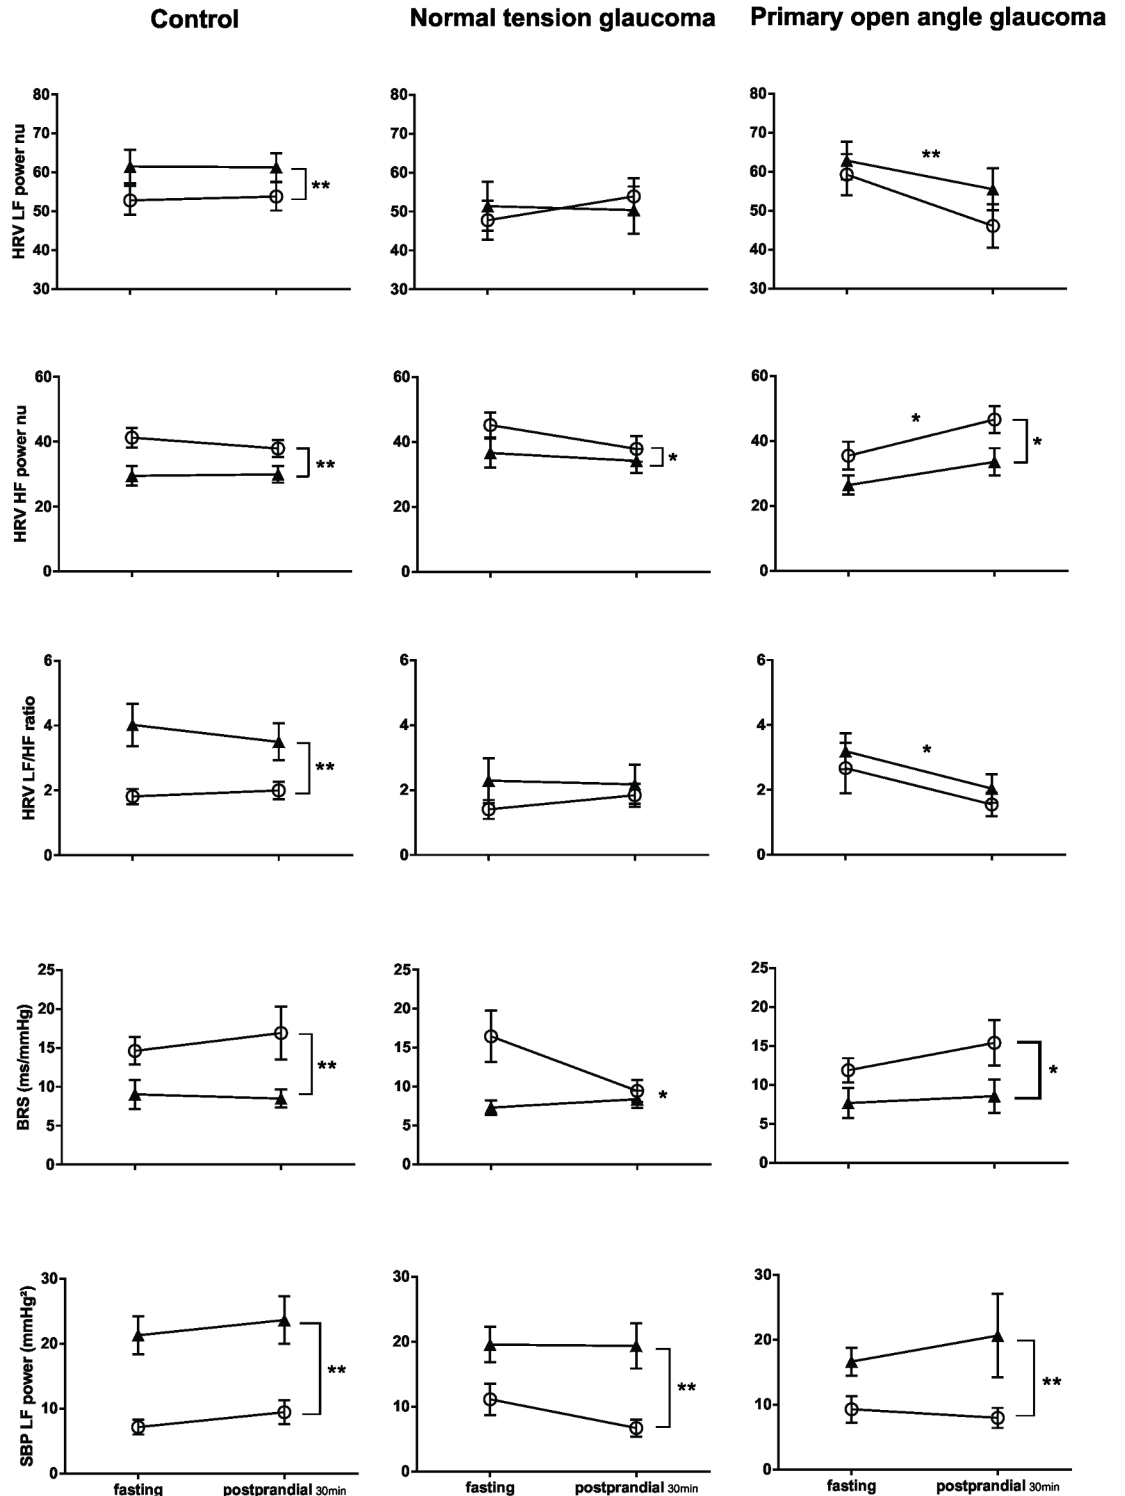 Control Normal tension glaucoma Primary open angle glaucoma
HRV LF power nu
80 70 60 50 40 30
**
80 70 60 50 40 30
80 70 60 50 40 30
**
HRV HF power nu
60 40 20 0
**
60 40 20 0
*
60 40 20 0
*
*
HRV LF/HF ratio
6 4 2 0
**
6 4 2 0
6 4 2 0
*
BRS (ms/mmHg)
25 20 15 10 5 0
**
25 20 15 10 5 0
*
25 20 15 10 5 0
*
SBP LF power (mmHg²)
30 20 10 0
**
30 20 10 0
**
30 20 10 0
**
fasting postprandial 30min
fasting postprandial 30min
fasting postprandial 30min